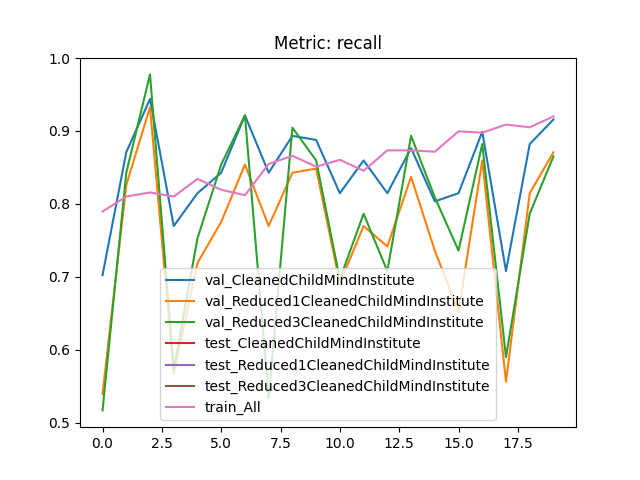 Metric: recall
1.0
0.9
0.8
0.7
0.6
0.5
val_CleanedChildMindInstitute
val_Reduced1CleanedChildMindInstitute
val_Reduced3CleanedChildMindInstitute
test_CleanedChildMindInstitute
test_Reduced1CleanedChildMindInstitute
test_Reduced3CleanedChildMindInstitute
train_All
0.0 2.5 5.0 7.5 10.0 12.5 15.0 17.5